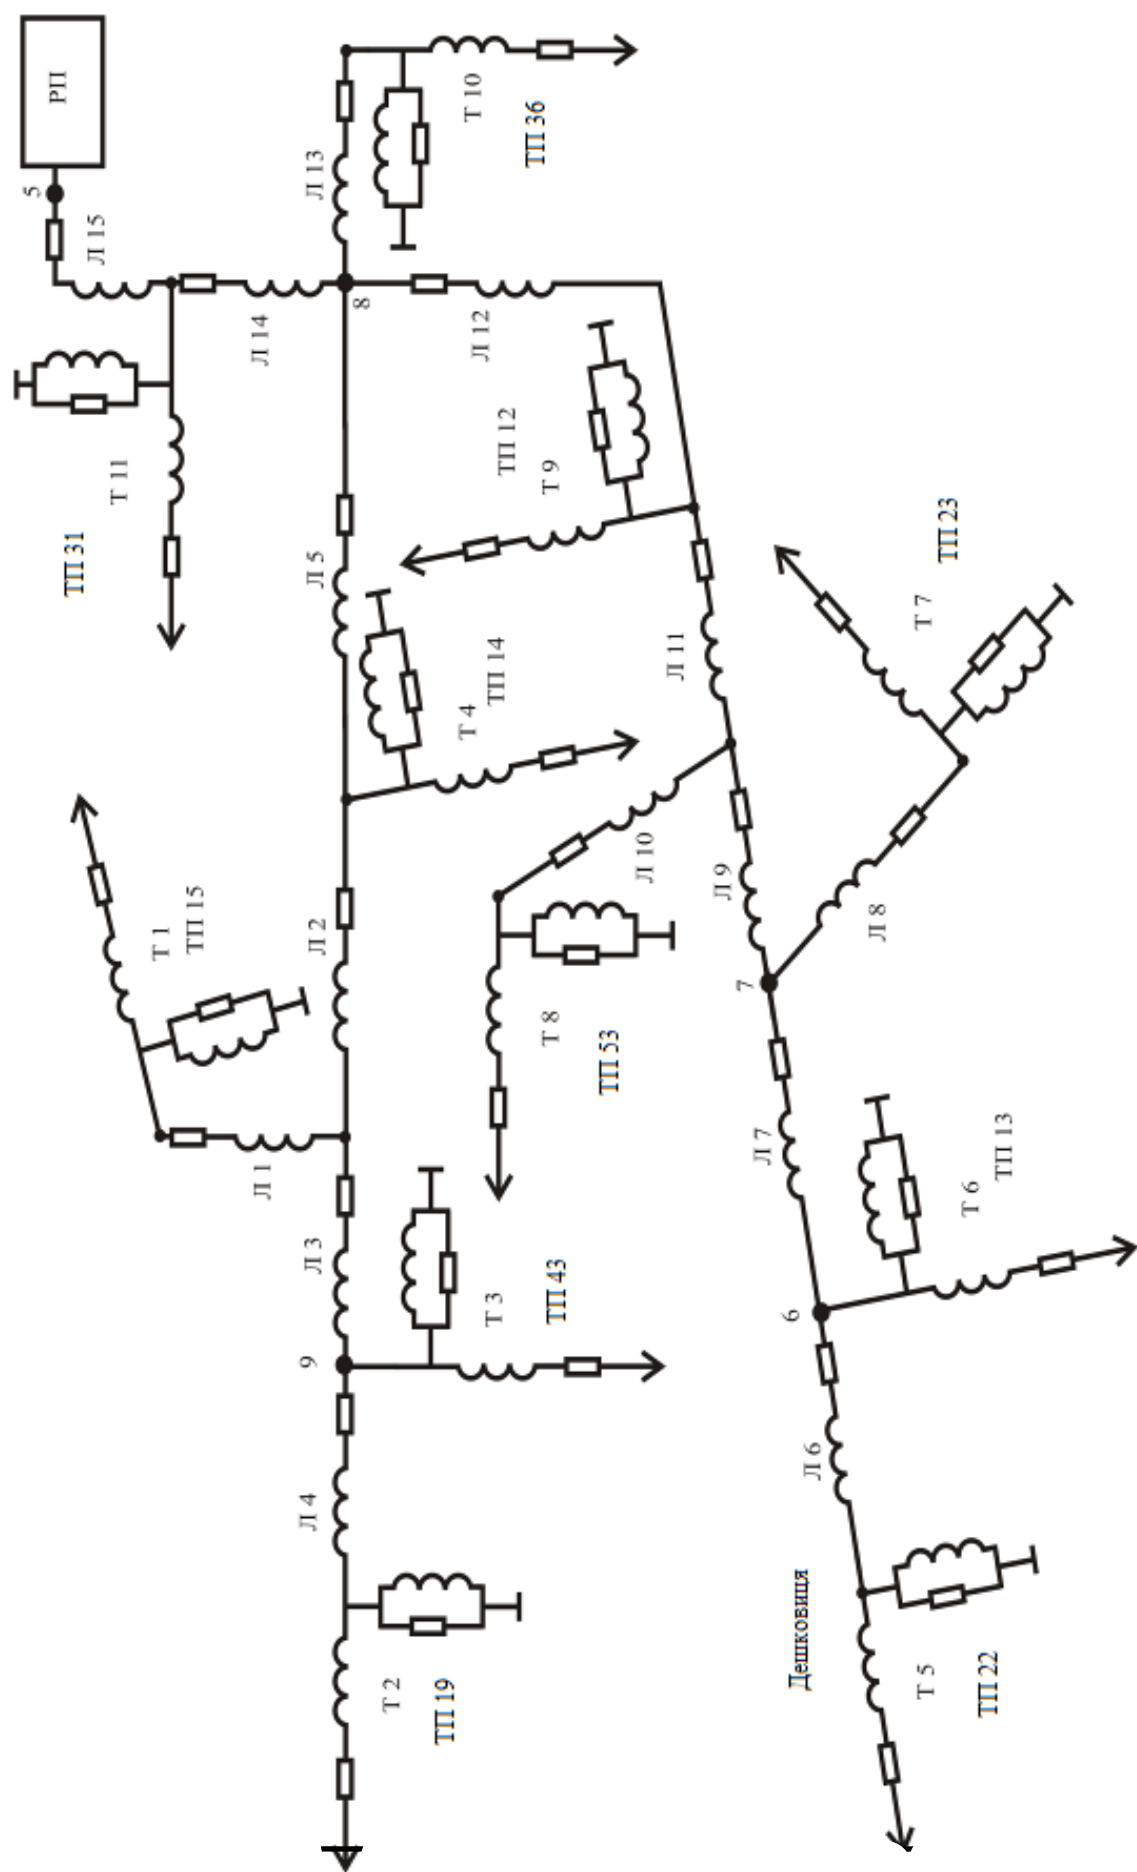 РП
5
Л 15
Т 11
ТП 31
Л 14
8
Л 13
Т 10
ТП 36
Л 12
Л 5
ТП 12
Т 9
Т 4
ТП 14
Л 11
Т 7
ТП 23
Т 1
ТП 15
Л 2
Л 10
Л 9
Л 8
7
Т 8
ТП 53
Л 1
Л 3
9
Т 3
ТП 43
Л 7
6
Т 6
ТП 13
Л 4
Л 6
Т 2
ТП 19
Дешковиця
Т 5
ТП 22